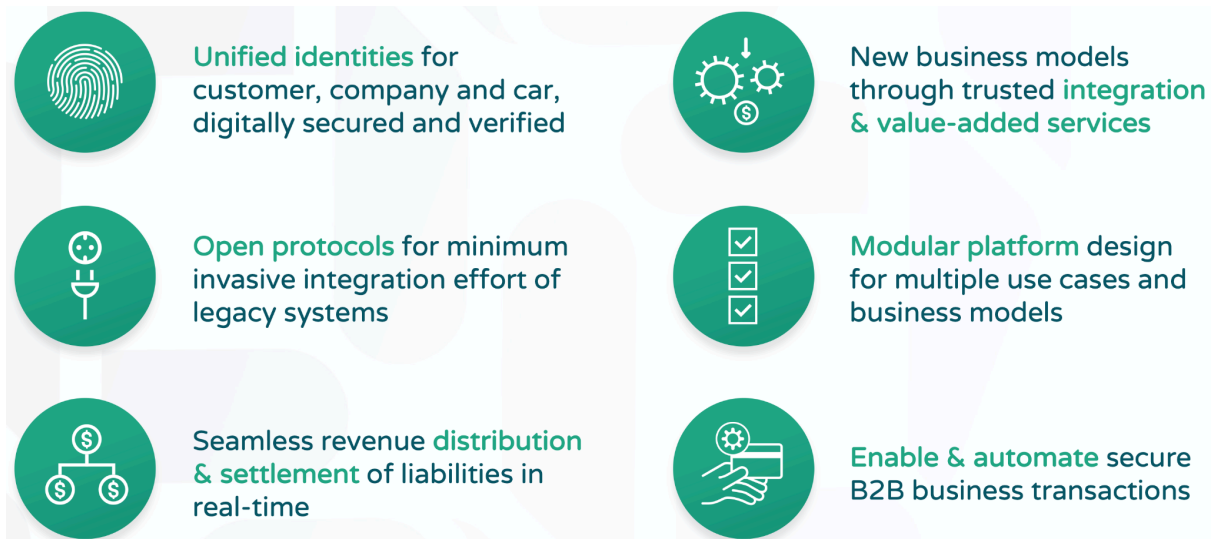 Unified identities for
customer, company and car,
digitally secured and verified
New business models
through trusted integration
& value-added services
Open protocols for minimum
invasive integration effort of
legacy systems
Modular platform design
for multiple use cases and
business models
Seamless revenue distribution
& settlement of liabilities in
real-time
Enable & automate secure
B2B business transactions